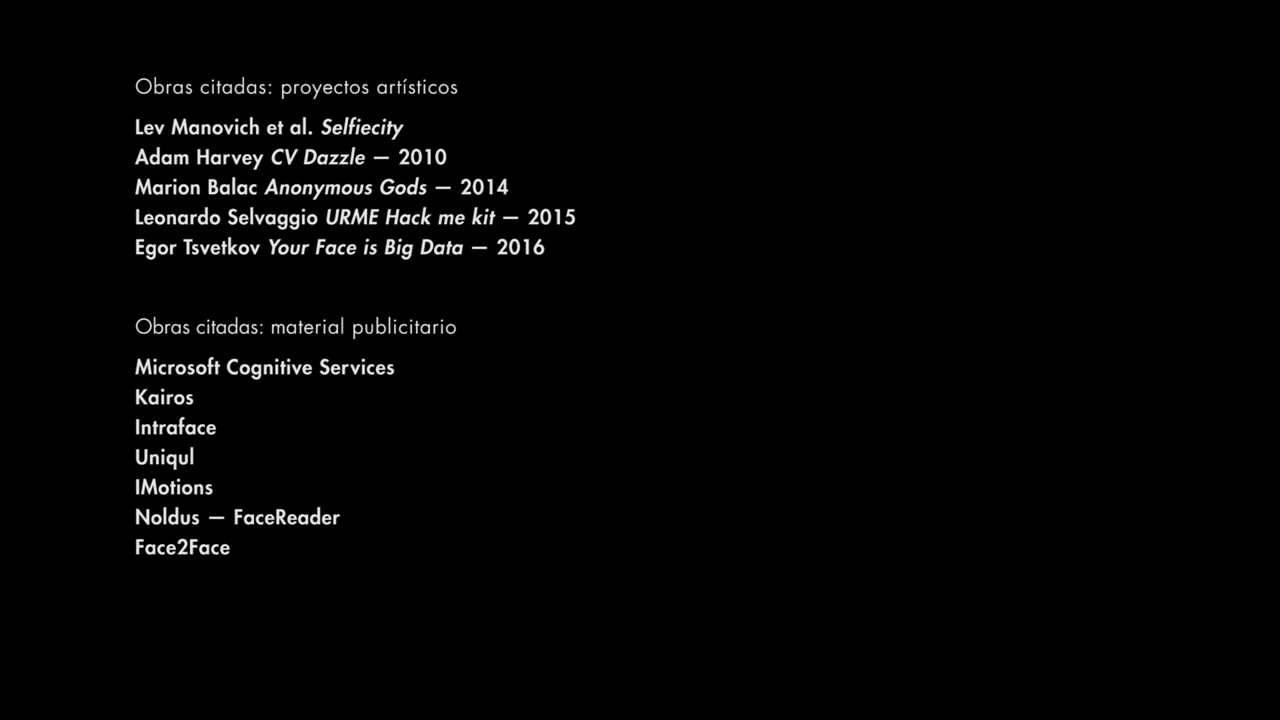 Obras citadas: proyectos artísticos
Lev Manovich et al. Selfiecity
Adam Harvey CV Dazzle — 2010
Marion Balac Anonymous Gods — 2014
Leonardo Selvaggio URME Hack me kit — 2015
Egor Tsvetkov Your Face is Big Data — 2016
Obras citadas: material publicitario
Microsoft Cognitive Services
Kairos
Intraface
Uniqul
IMotions
Noldus — FaceReader
Face2Face